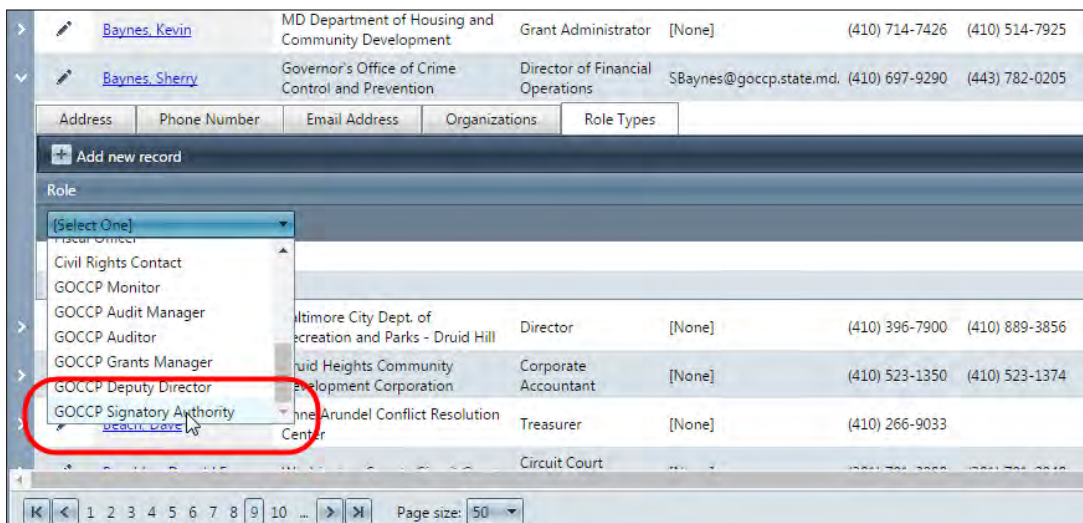 MD Department of Housing and
Baynes, Kevin Community Development Grant Administrator [None] (410) 714-7426 (410) 514-7925
Governor's Office of Crime Director of Financial
Baynes, Sherry Control and Prevention Operations SBaynes@goccp.state.md. (410) 697-9290 (443) 782-0205
Address Phone Number Email Address Organizations Role Types
Add new record
Role
[Select One]
Fiscal Officer
Civil Rights Contact
GOCCP Monitor
GOCCP Audit Manager
GOCCP Auditor
GOCCP Grants Manager
GOCCP Deputy Director
GOCCP Signatory Authority
altimore City Dept. of
ecreation and Parks - Druid Hill Director [None] (410) 396-7900 (410) 889-3856
ruid Heights Community Corporate
evelopment Corporation Accountant [None] (410) 523-1350 (410) 523-1374
nne Arundel Conflict Resolution
Beach, Dave Center Treasurer [None] (410) 266-9033
Circuit Court
1 2 3 4 5 6 7 8 9 10 ... Page size: 50